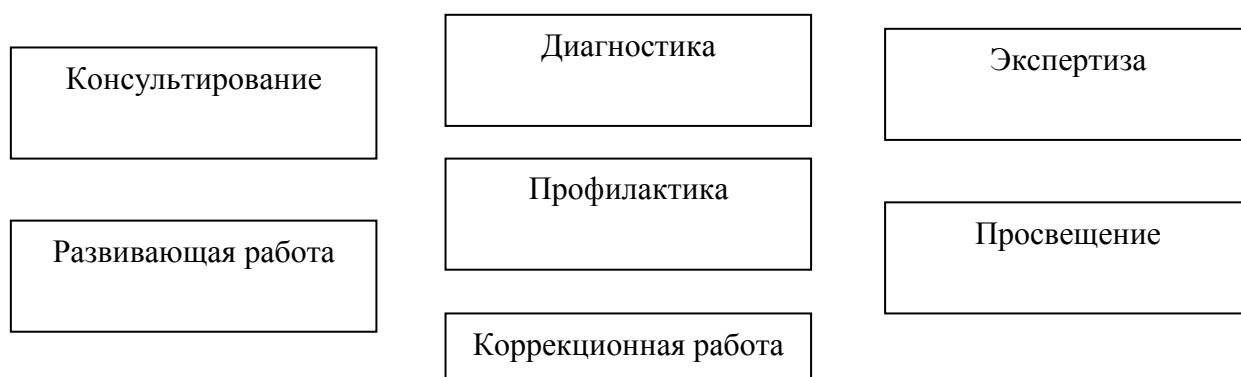 Консультирование
Диагностика
Экспертиза
Развивающая работа
Профилактика
Просвещение
Коррекционная работа